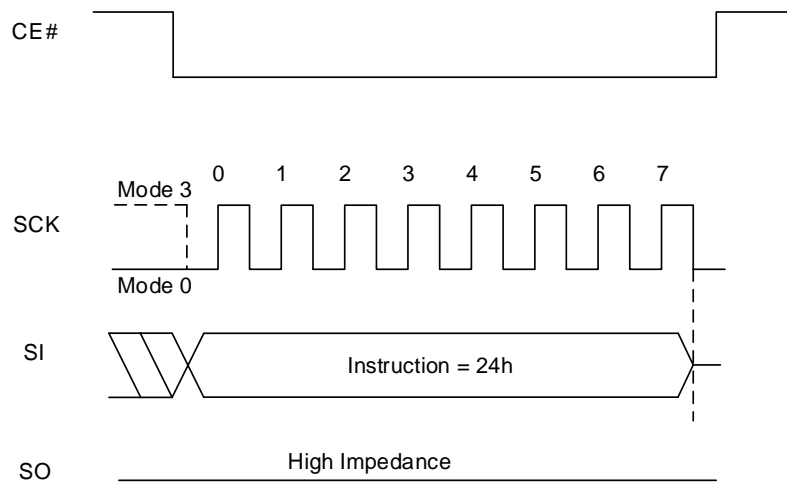 CE#
0 1 2 3 4 5 6 7
Mode 3
SCK
Mode 0
SI
Instruction = 24h
High Impedance
SO